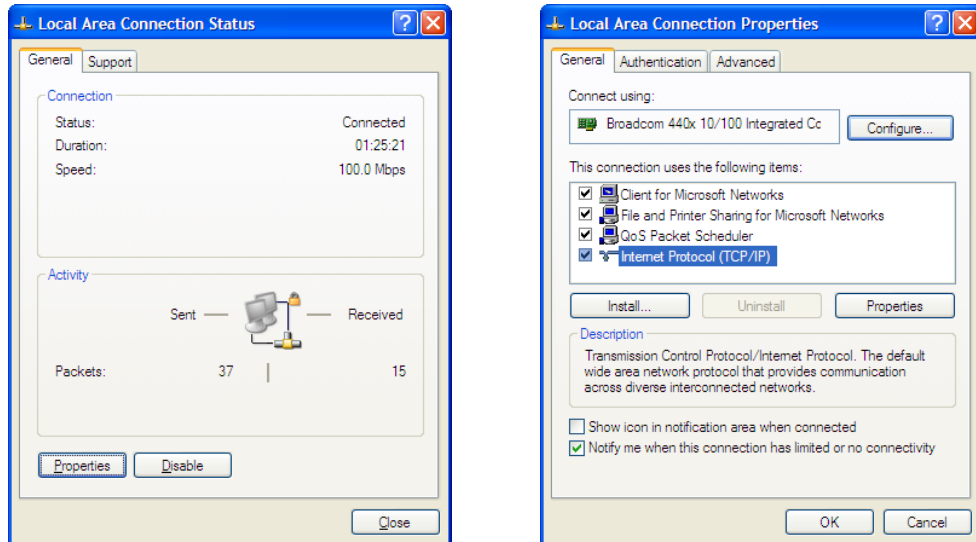 Local Area Connection Status
General Support
Connection
Status: Connected
Duration: 01:25:21
Speed: 100.0 Mbps
Activity
Sent Received
Packets: 37 15
Properties Disable
Close
Local Area Connection Properties
General Authentication Advanced
Connect using:
Broadcom 440x 10/100 Integrated Cc
Configure...
This connection uses the following items:
Client for Microsoft Networks
File and Printer Sharing for Microsoft Networks
QoS Packet Scheduler
Internet Protocol (TCP/IP)
Install... Uninstall Properties
Description
Transmission Control Protocol/Internet Protocol. The default
wide area network protocol that provides communication
across diverse interconnected networks.
Show icon in notification area when connected
Notify me when this connection has limited or no connectivity
OK Cancel